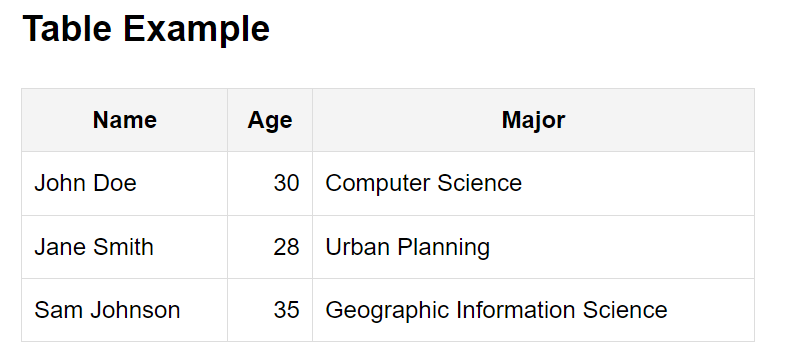 Table Example
Name Age Major
John Doe 30 Computer Science
Jane Smith 28 Urban Planning
Sam Johnson 35 Geographic Information Science